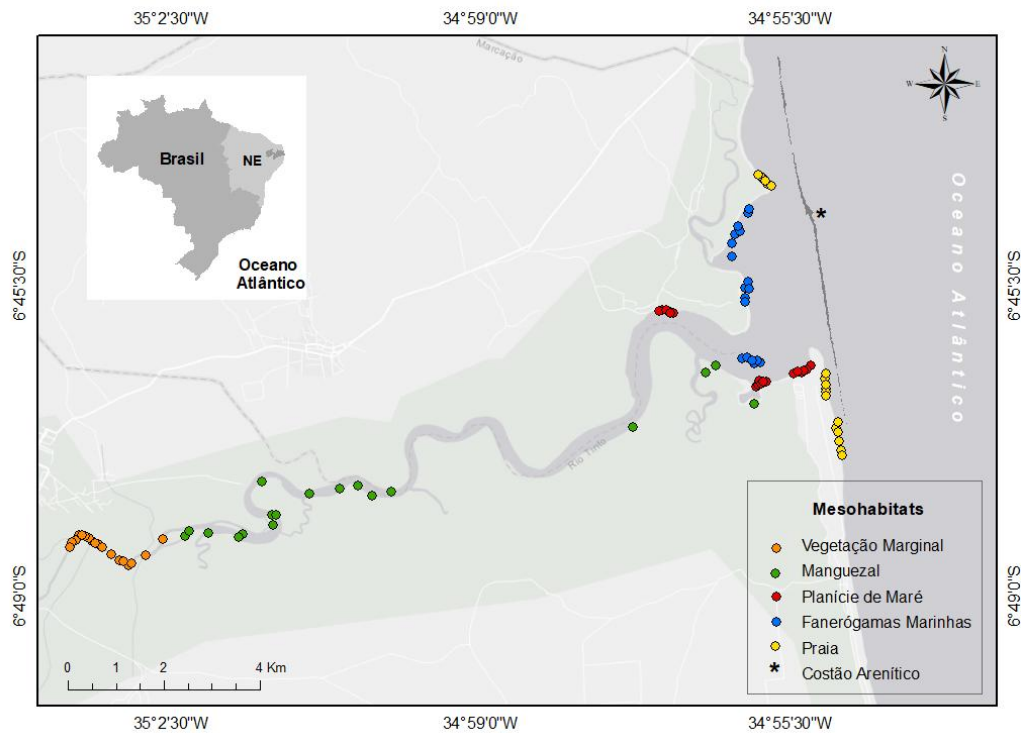 35°2'30"W 34°59'0"W 34°55'30"W
Marcação
N
W E
S
Brasil
NE
Oceano
Atlântico
Oceano Atlântico
*
6°45'30"S 6°45'30"S
Rio Tinto
Mesohabitats
Vegetação Marginal
Manguezal
Planície de Maré
Fanerógamas Marinhas
Praia
* Costão Arenítico
6°49'0"S 6°49'0"S
0 1 2 4 Km
35°2'30"W 34°59'0"W 34°55'30"W